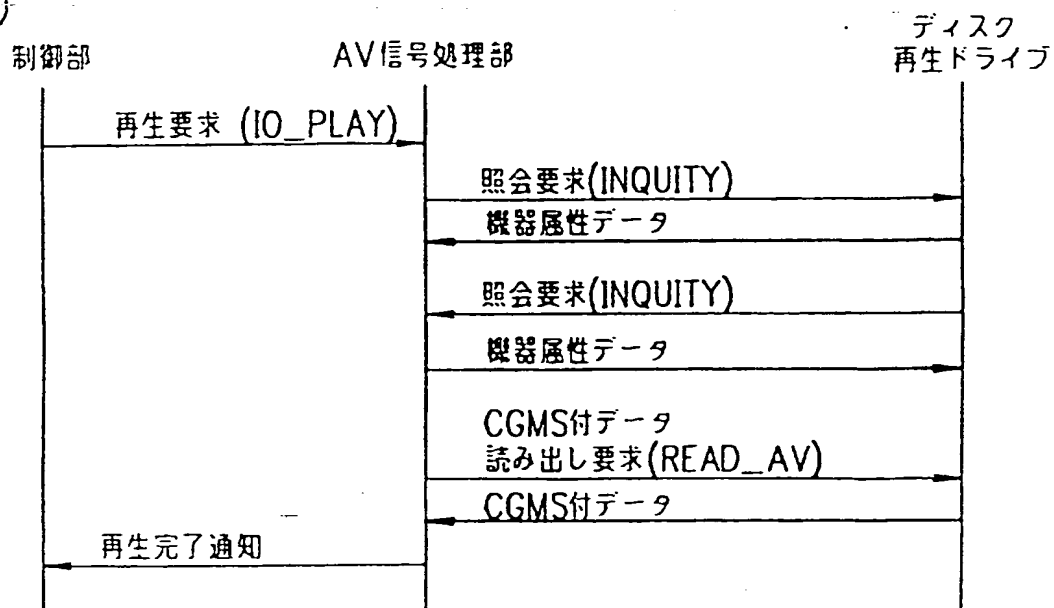 制御部
AV信号処理部
ディスク
再生ドライブ
再生要求 (IO_PLAY)
照会要求(INQUITY)
機器属性データ
照会要求(INQUITY)
機器属性データ
CGMS付データ
読み出し要求(READ_AV)
CGMS付データ
再生完了通知